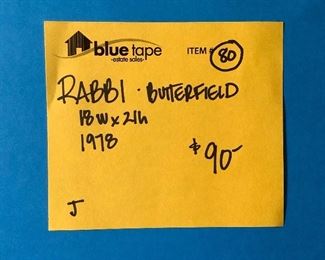 blue tape ITEM # 80
-estate sales-
RABBI - BUTTERFIELD
18W x 21h
1978
$90-
J